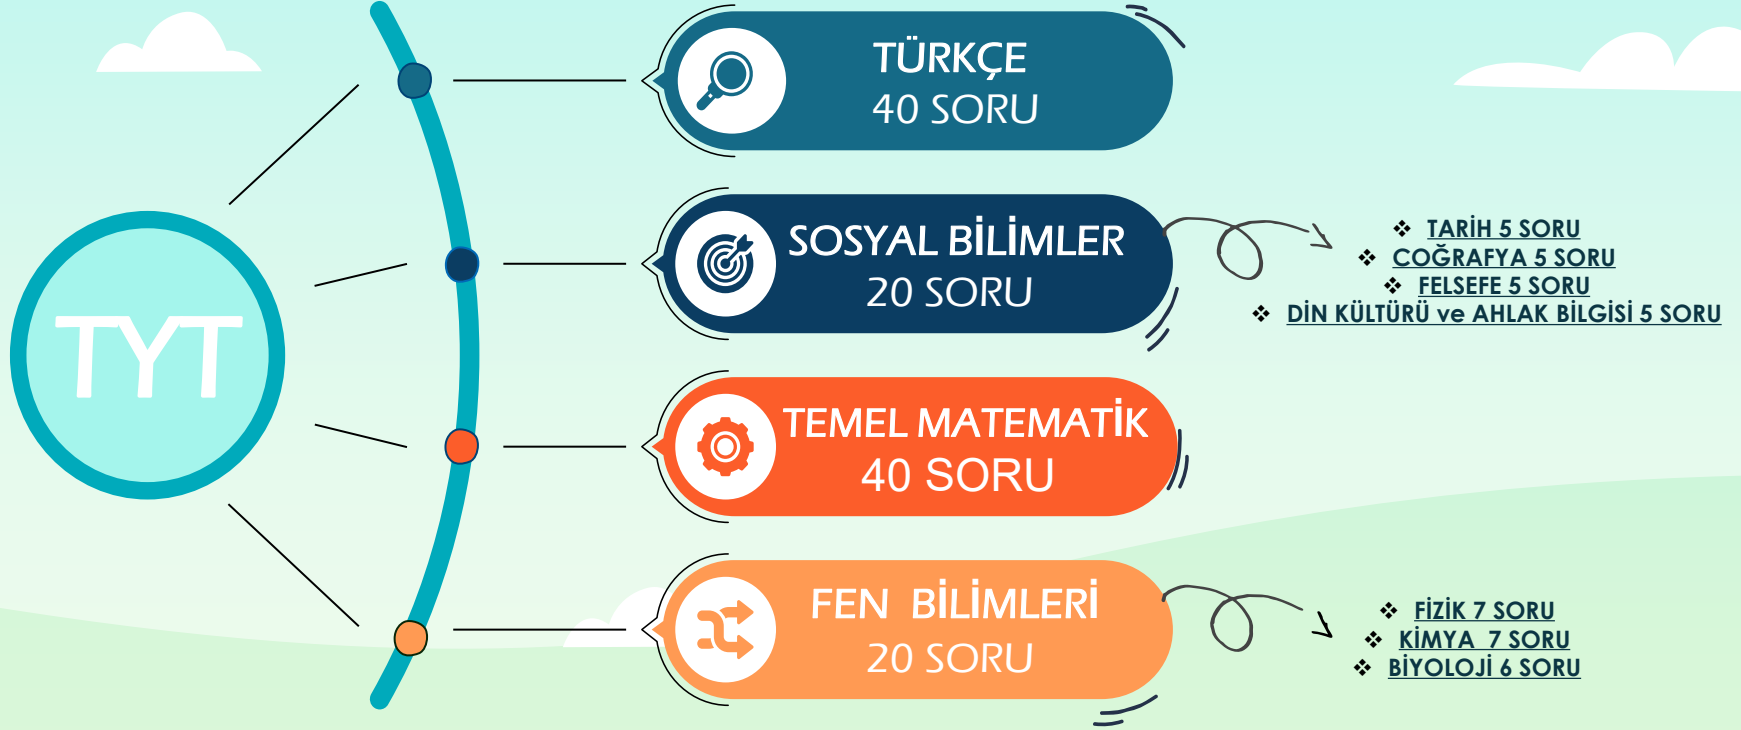 TYT
TÜRKÇE
40 SORU
SOSYAL BİLİMLER
20 SORU
❖ TARİH 5 SORU
❖ COĞRAFYA 5 SORU
❖ FELSEFE 5 SORU
❖ DİN KÜLTÜRÜ ve AHLAK BİLGİSİ 5 SORU
TEMEL MATEMATİK
40 SORU
FEN BİLİMLERİ
20 SORU
❖ FİZİK 7 SORU
❖ KİMYA 7 SORU
❖ BİYOLOJİ 6 SORU